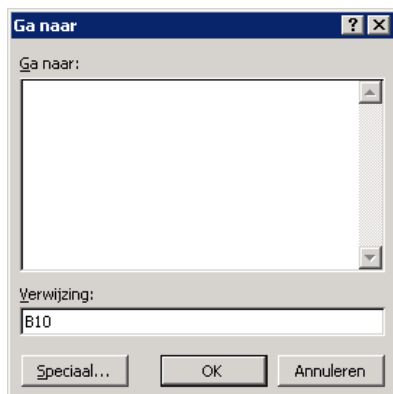 Ga naar
Ga naar:
Verwijzing:
B10
Speciaal... OK Annuleren